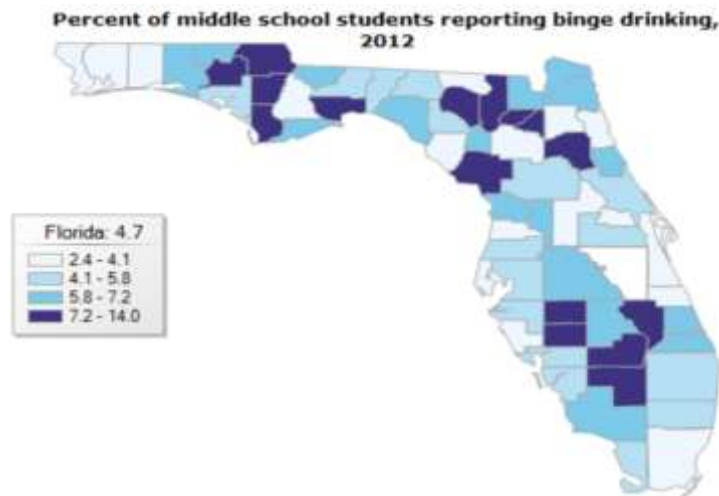 Percent of middle school students reporting binge drinking,
2012
Florida: 4.7
2.4 - 4.1
4.1 - 5.8
5.8 - 7.2
7.2 - 14.0